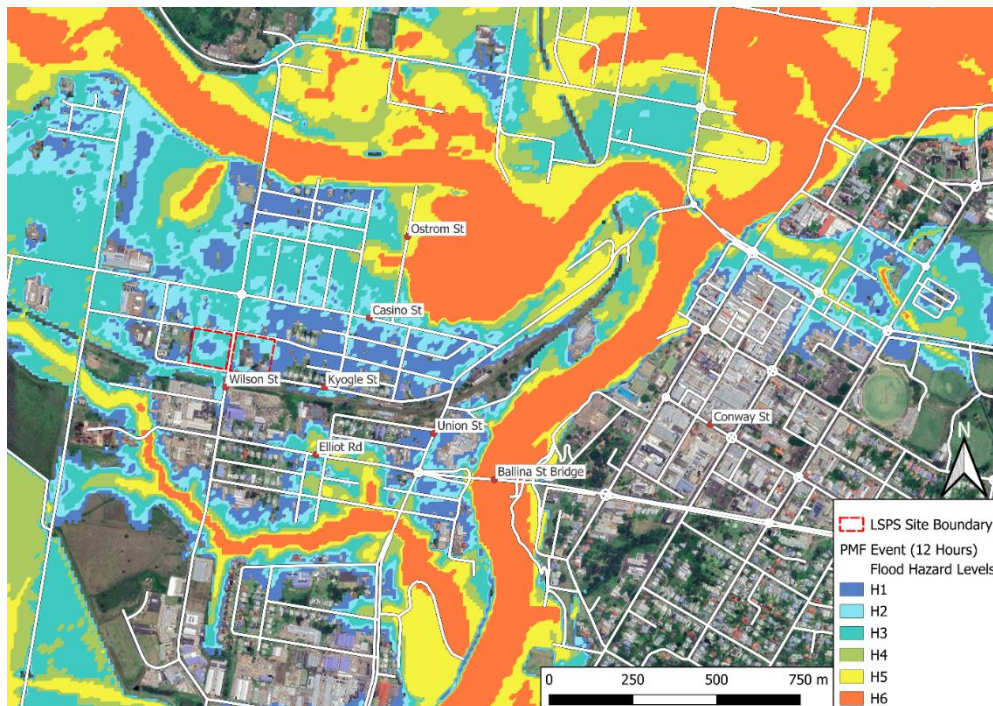 Ostrom St
Casino St
Wilson St
Kyogle St
Union St
Elliot Rd
Conway St
Ballina St Bridge
N
LSPS Site Boundary
PMF Event (12 Hours)
Flood Hazard Levels
H1
H2
H3
H4
H5
H6
0 250 500 750 m